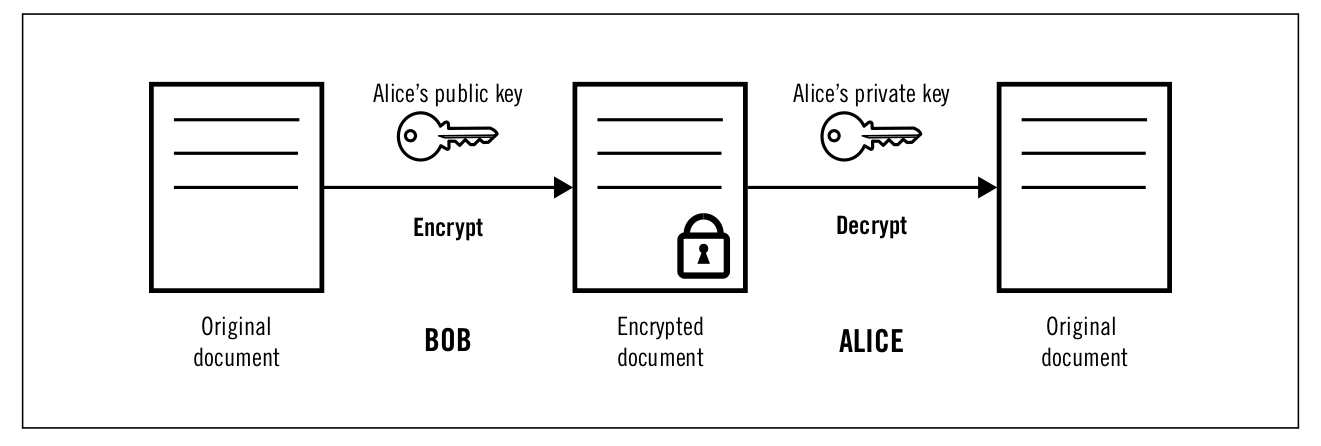 Alice’s public key
Alice’s private key
Encrypt
Decrypt
Original
document
BOB
Encrypted
document
ALICE
Original
document